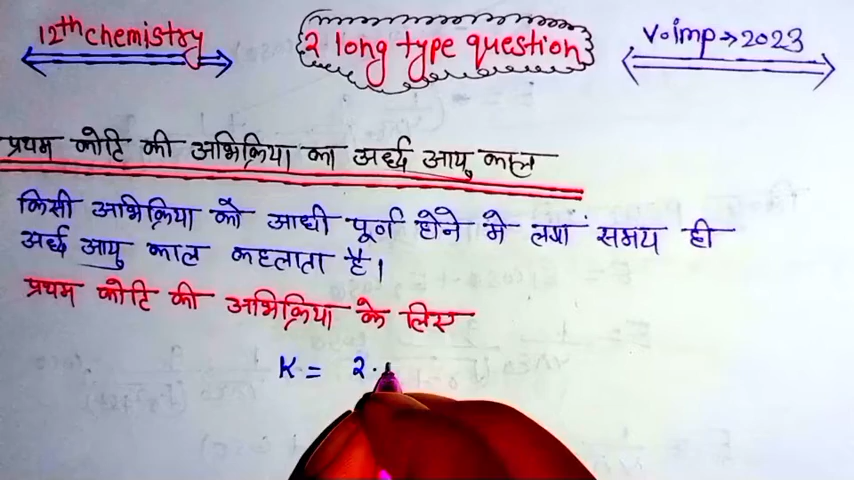 12th chemistry
2 long type question
V.imp→2023
प्रथम कोटि की अभिक्रिया का अर्ध्द आयु काल
किसी अभिक्रिया को आधी पूर्ण होने मे लगां समय ही
अर्ध्द आयु काल कहलाता है।
प्रथम कोटि की अभिक्रिया के लिए
K = 2.